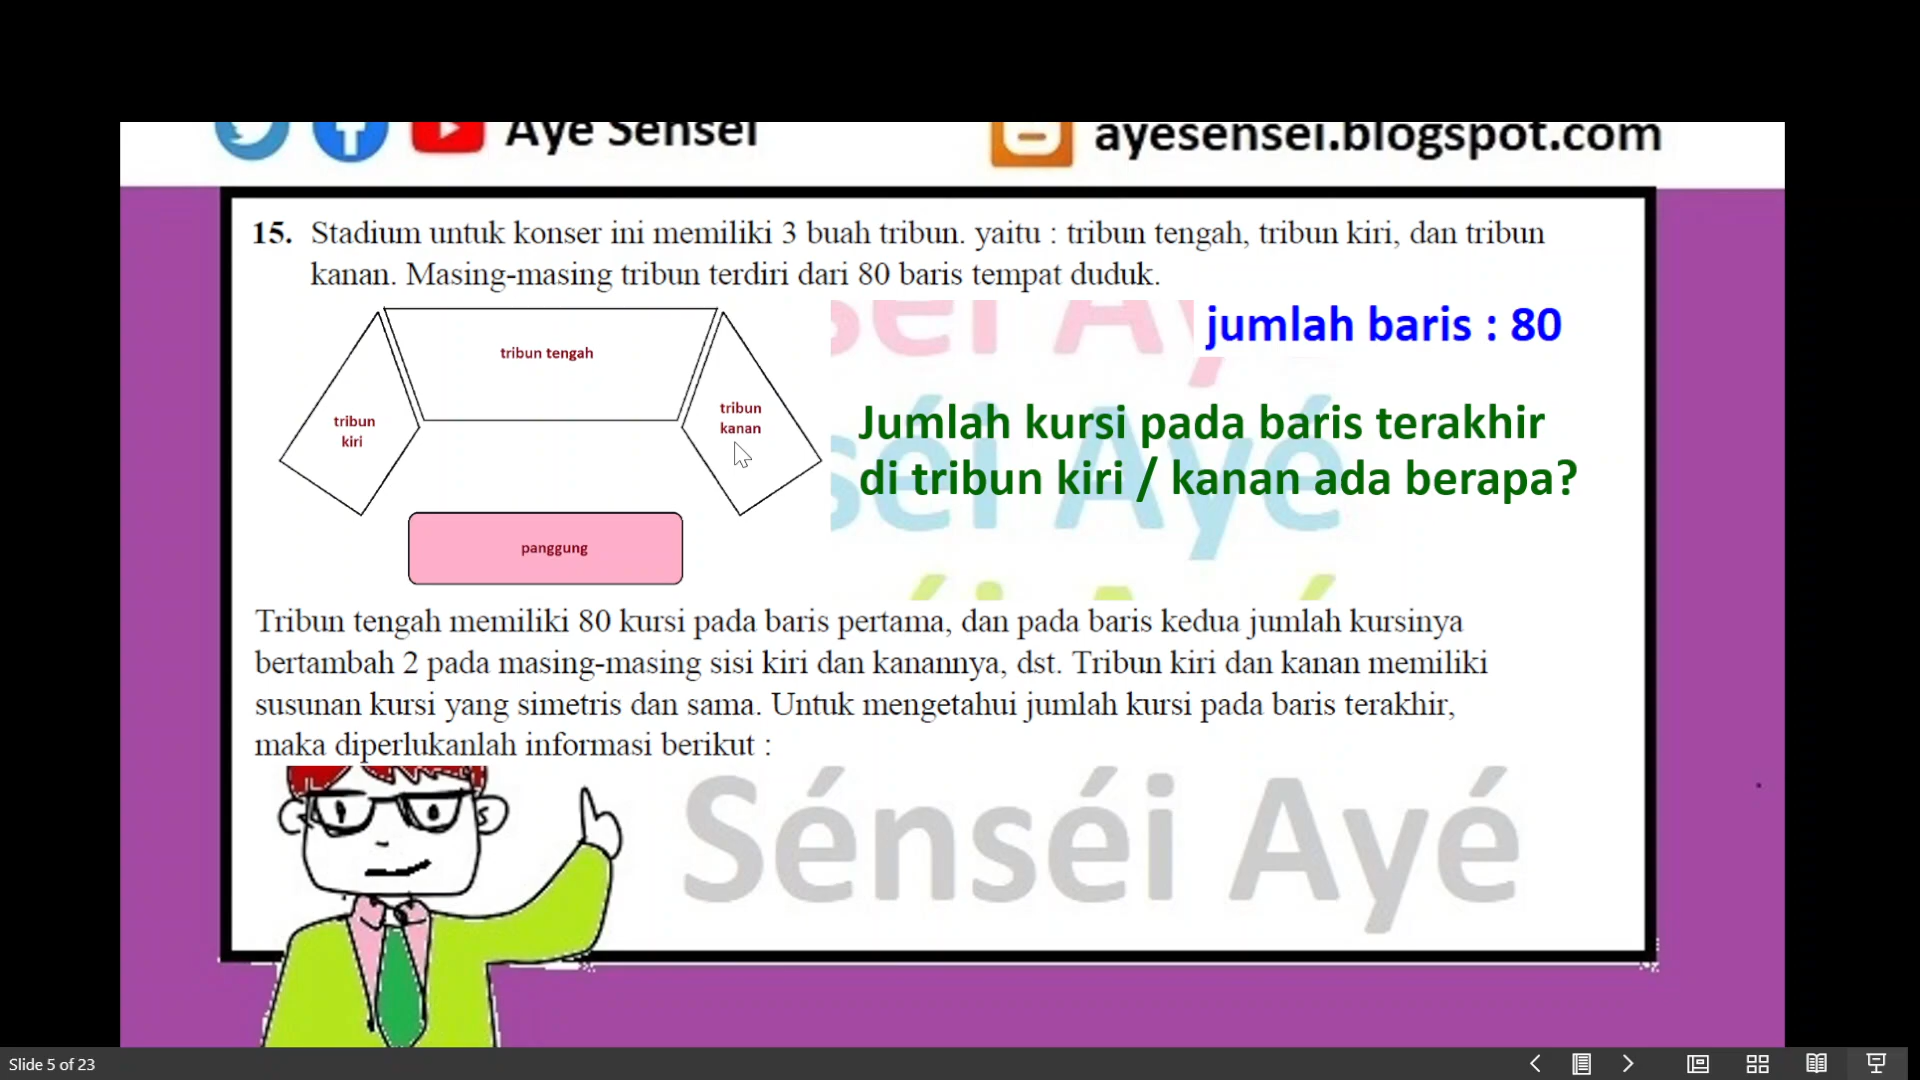 Aye Sensei
ayesensei.blogspot.com
15. Stadium untuk konser ini memiliki 3 buah tribun. yaitu : tribun tengah, tribun kiri, dan tribun
kanan. Masing-masing tribun terdiri dari 80 baris tempat duduk.
jumlah baris : 80
tribun tengah
tribun
kiri
tribun
kanan
Jumlah kursi pada baris terakhir
di tribun kiri / kanan ada berapa?
panggung
Tribun tengah memiliki 80 kursi pada baris pertama, dan pada baris kedua jumlah kursinya
bertambah 2 pada masing-masing sisi kiri dan kanannya, dst. Tribun kiri dan kanan memiliki
susunan kursi yang simetris dan sama. Untuk mengetahui jumlah kursi pada baris terakhir,
maka diperlukanlah informasi berikut :
Sénséi Ayé
Slide 5 of 23